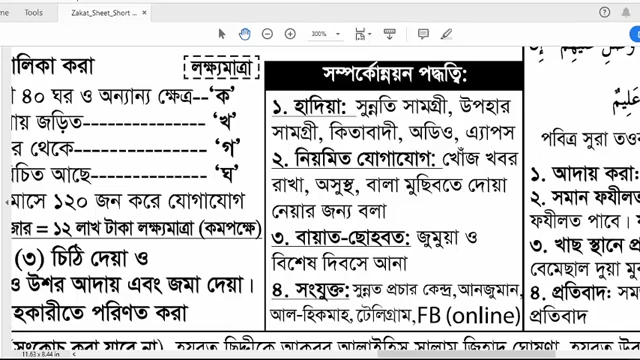 Tools
Zakat_Sheet_Short ...
300%
লিকা করা
লক্ষ্যমাত্রা
৪০ ঘর ও অন্যান্য ক্ষেত্র--‘ক’
য় জড়িত---------------‘খ’
র থেকে-----------------‘গ’
চিত আছে---------------‘ঘ’
মাসে ১২০ জন করে যোগাযোগ
জার = ১২ লাখ টাকা লক্ষ্যমাত্রা (কমপক্ষে)
(৩) চিঠি দেয়া ও
ও উশর আদায় এবং জমা দেয়া।
হকারীতে পরিণত করা
সম্পর্কোন্নয়ন পদ্ধতি:
১. হাদিয়া: সুন্নতি সামগ্রী, উপহার
সামগ্রী, কিতাবাদী, অডিও, এ্যাপস
২. নিয়মিত যোগাযোগ: খোঁজ খবর
রাখা, অসুস্থ, বালা মুছিবতে দোয়া
নেয়ার জন্য বলা
৩. বায়াত-ছোহবত: জুমুয়া ও
বিশেষ দিবসে আনা
৪. সংযুক্ত: সুন্নত প্রচার কেন্দ্র, আনজুমান,
আল-হিকমাহ, টেলিগ্রাম, FB (online)
পবিত্র সুরা তও
১. আদায় করা:
২. সমান ফযীলত
ফযীলত পাবে।
৩. খাছ স্থানে প্র
বেমেছাল দুয়া মু
৪. প্রতিবাদ: সম
প্রতিবাদ
11.63 x 8.44 in